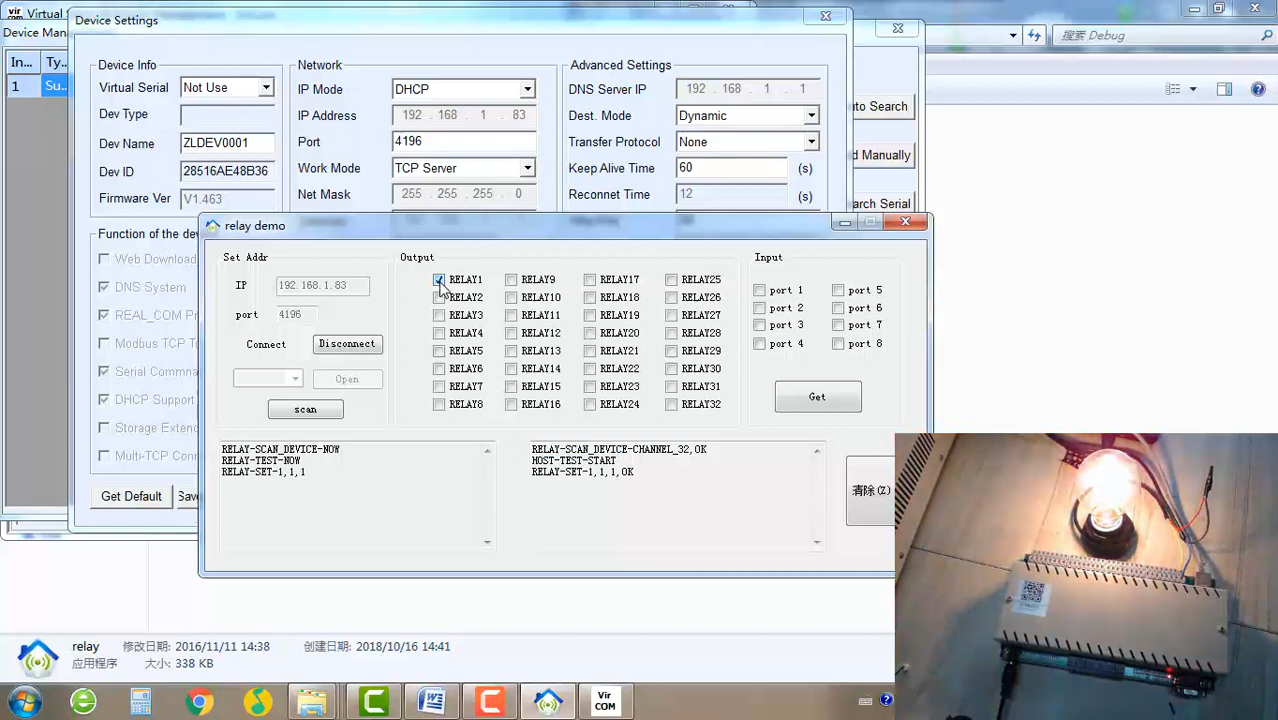 Virtual S
Device Settings
搜索 Embedded
Device Man
In... Ty..
1 Su..
Device Info
Virtual Serial Not Use
Dev Type
Dev Name ZLDEV0001
Dev ID 28516AE48B36
Firmware Ver V1.463
Network
IP Mode DHCP
IP Address 192 . 168 . 1 . 83
Port 4196
Work Mode TCP Server
Net Mask 255 . 255 . 255 . 0
Advanced Settings
DNS Server IP 192 . 168 . 1 . 1
Dest. Mode Dynamic
Transfer Protocol None
Keep Alive Time 60 (s)
Reconnet Time 12 (s)
uto Search
d Manually
arch Serial
Function of the de
Web Download
DNS System
REAL_COM Pr
Modbus TCP T
Serial Commna
DHCP Support
Storage Exten
Multi-TCP Conn
Get Default Save
relay demo
Set Addr
IP 192.168.1.83
port 4196
Connect Disconnect
Open
scan
Output
RELAY1 RELAY9 RELAY17 RELAY25
RELAY2 RELAY10 RELAY18 RELAY26
RELAY3 RELAY11 RELAY19 RELAY27
RELAY4 RELAY12 RELAY20 RELAY28
RELAY5 RELAY13 RELAY21 RELAY29
RELAY6 RELAY14 RELAY22 RELAY30
RELAY7 RELAY15 RELAY23 RELAY31
RELAY8 RELAY16 RELAY24 RELAY32
Input
port 1 port 5
port 2 port 6
port 3 port 7
port 4 port 8
Get
RELAY-SCAN_DEVICE-NOW
RELAY-TEST-NOW
RELAY-SET-1,1,1
RELAY-SCAN_DEVICE-CHANNEL_32,OK
HOST-TEST-START
RELAY-SET-1,1,1,OK
清除(Z)
relay 修改日期: 2016/11/11 14:38 创建日期: 2018/10/16 14:41
应用程序 大小: 338 KB
Vir
COM